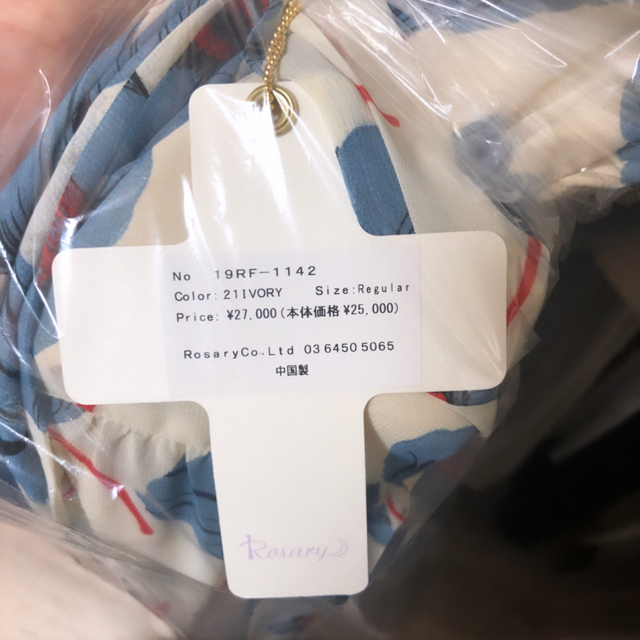 No 19RF-1142
Color: 21IVORY Size:Regular
Price: ¥27,000(本体価格 ¥25,000)
RosaryCo.,Ltd 03 6450 5065
中国製
Rosary